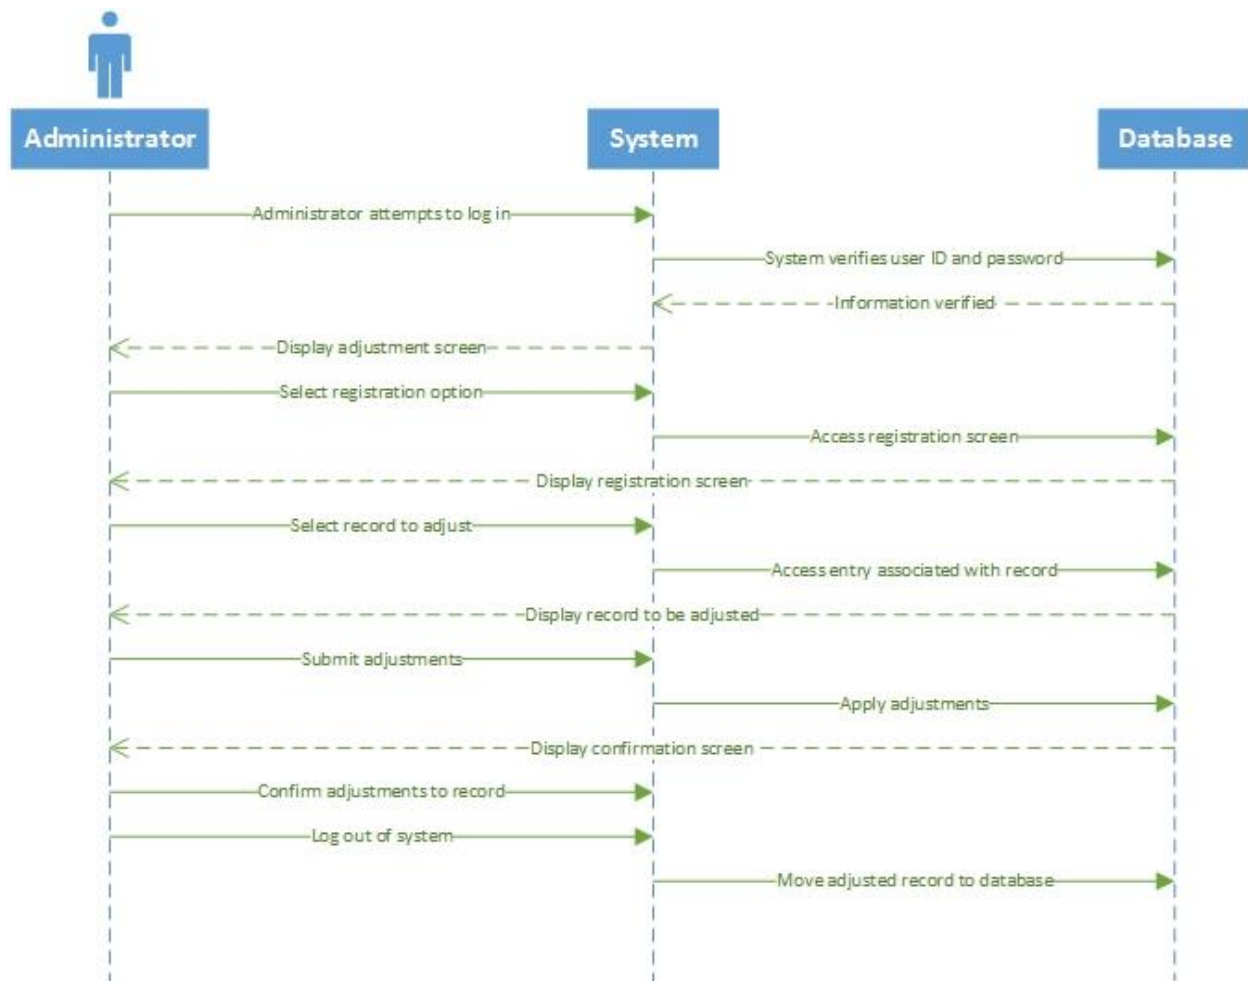 Administrator
System
Database
Administrator attempts to log in
System verifies user ID and password
Information verified
Display adjustment screen
Select registration option
Access registration screen
Display registration screen
Select record to adjust
Access entry associated with record
Display record to be adjusted
Submit adjustments
Apply adjustments
Display confirmation screen
Confirm adjustments to record
Log out of system
Move adjusted record to database